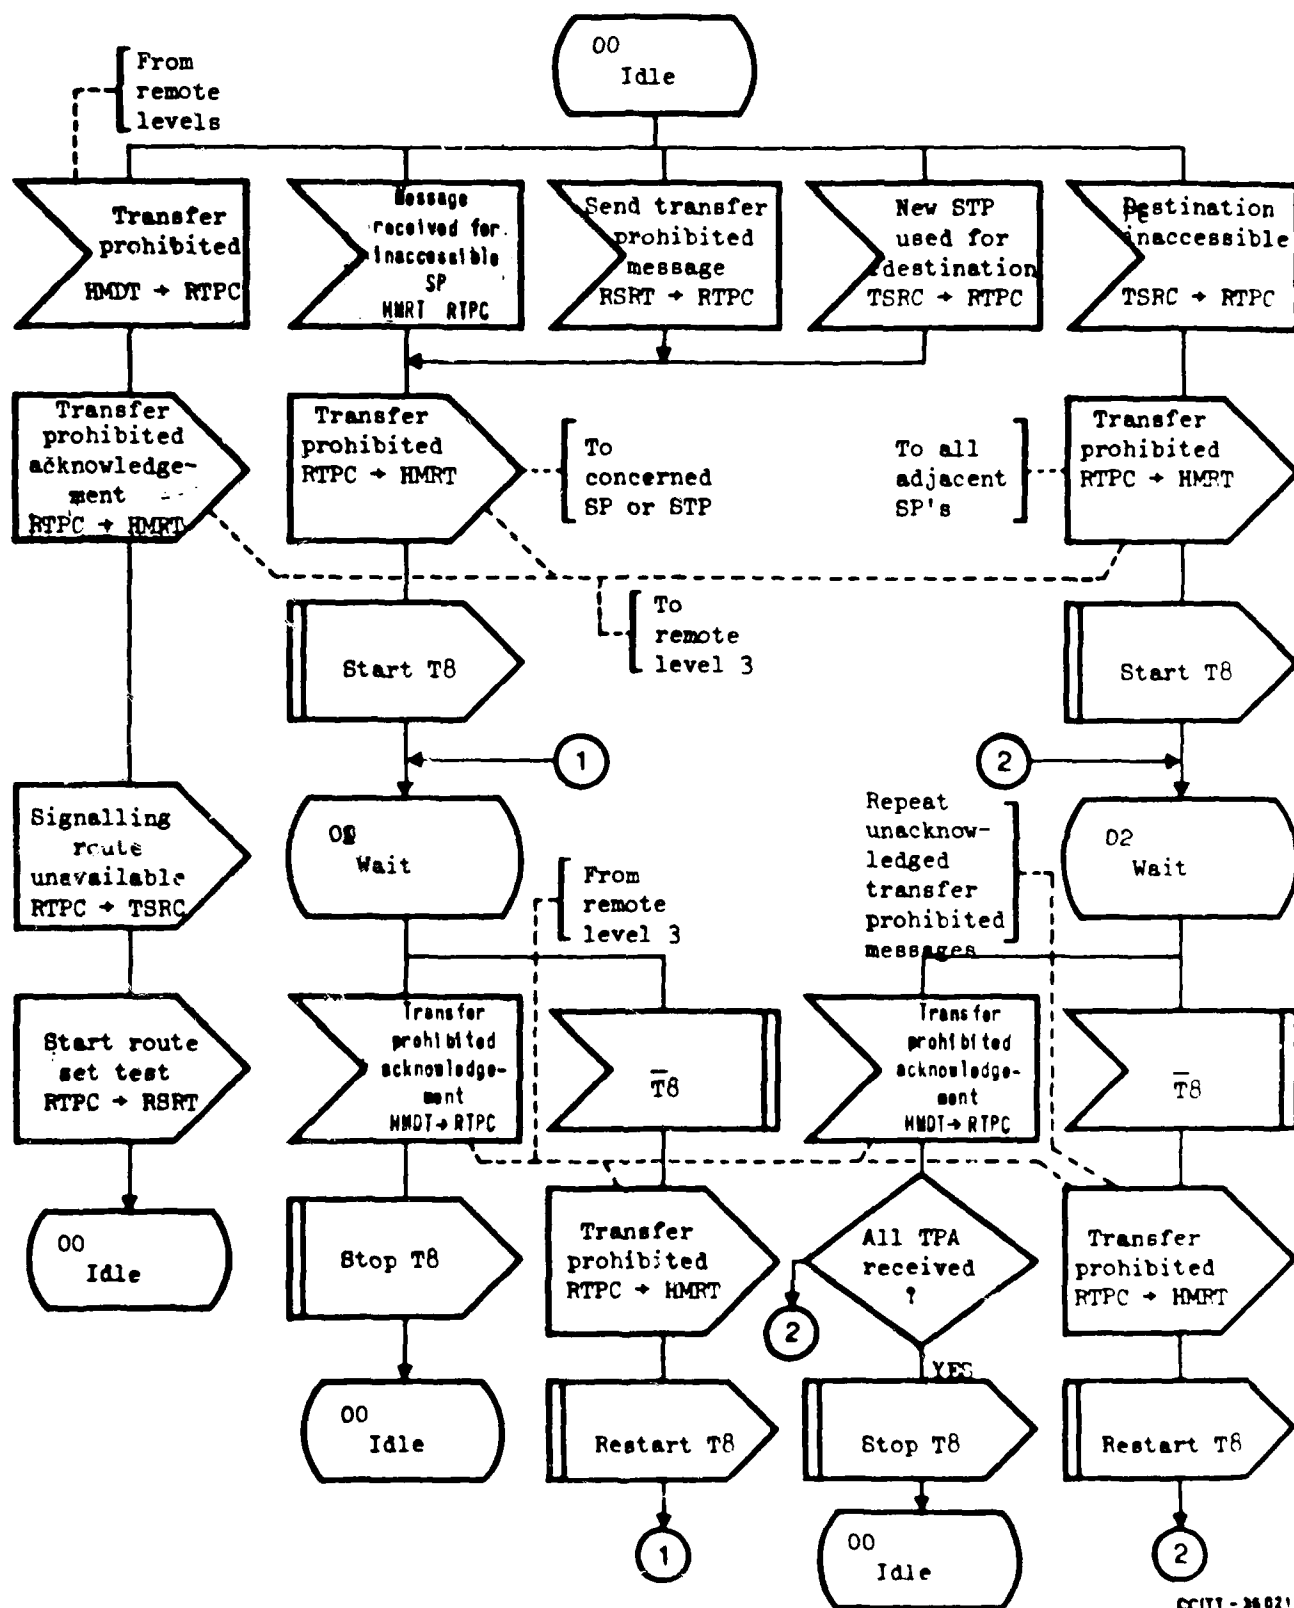 00
Idle
From
remote
levels
Transfer
prohibited
HMDT → RTPC
Message
received for
inaccessible
SP
HMRT RTPC
Send transfer
prohibited
message
RSRT → RTPC
New STP
used for
destination
TSRC → RTPC
Destination
inaccessible
TSRC → RTPC
Transfer
prohibited
acknowledge-
ment
RTPC → HMRT
Transfer
prohibited
RTPC → HMRT
To
concerned
SP or STP
To all
adjacent
SP's
Transfer
prohibited
RTPC → HMRT
To
remote
level 3
Start T8
Start T8
1
2
Signalling
route
unavailable
RTPC → TSRC
Wait
From
remote
level 3
Repeat
unacknow-
ledged
transfer
prohibited
messages
02
Wait
Start route
set test
RTPC → RSRT
Transfer
prohibited
acknowledge-
ment
HMDT → RTPC
T8
Transfer
prohibited
acknowledge-
ment
HMDT → RTPC
T8
00
Idle
Stop T8
Transfer
prohibited
RTPC → HMRT
All TPA
received
?
2
Transfer
prohibited
RTPC → HMRT
YES
00
Idle
Restart T8
Stop T8
Restart T8
1
00
Idle
2
CCITT - 36021